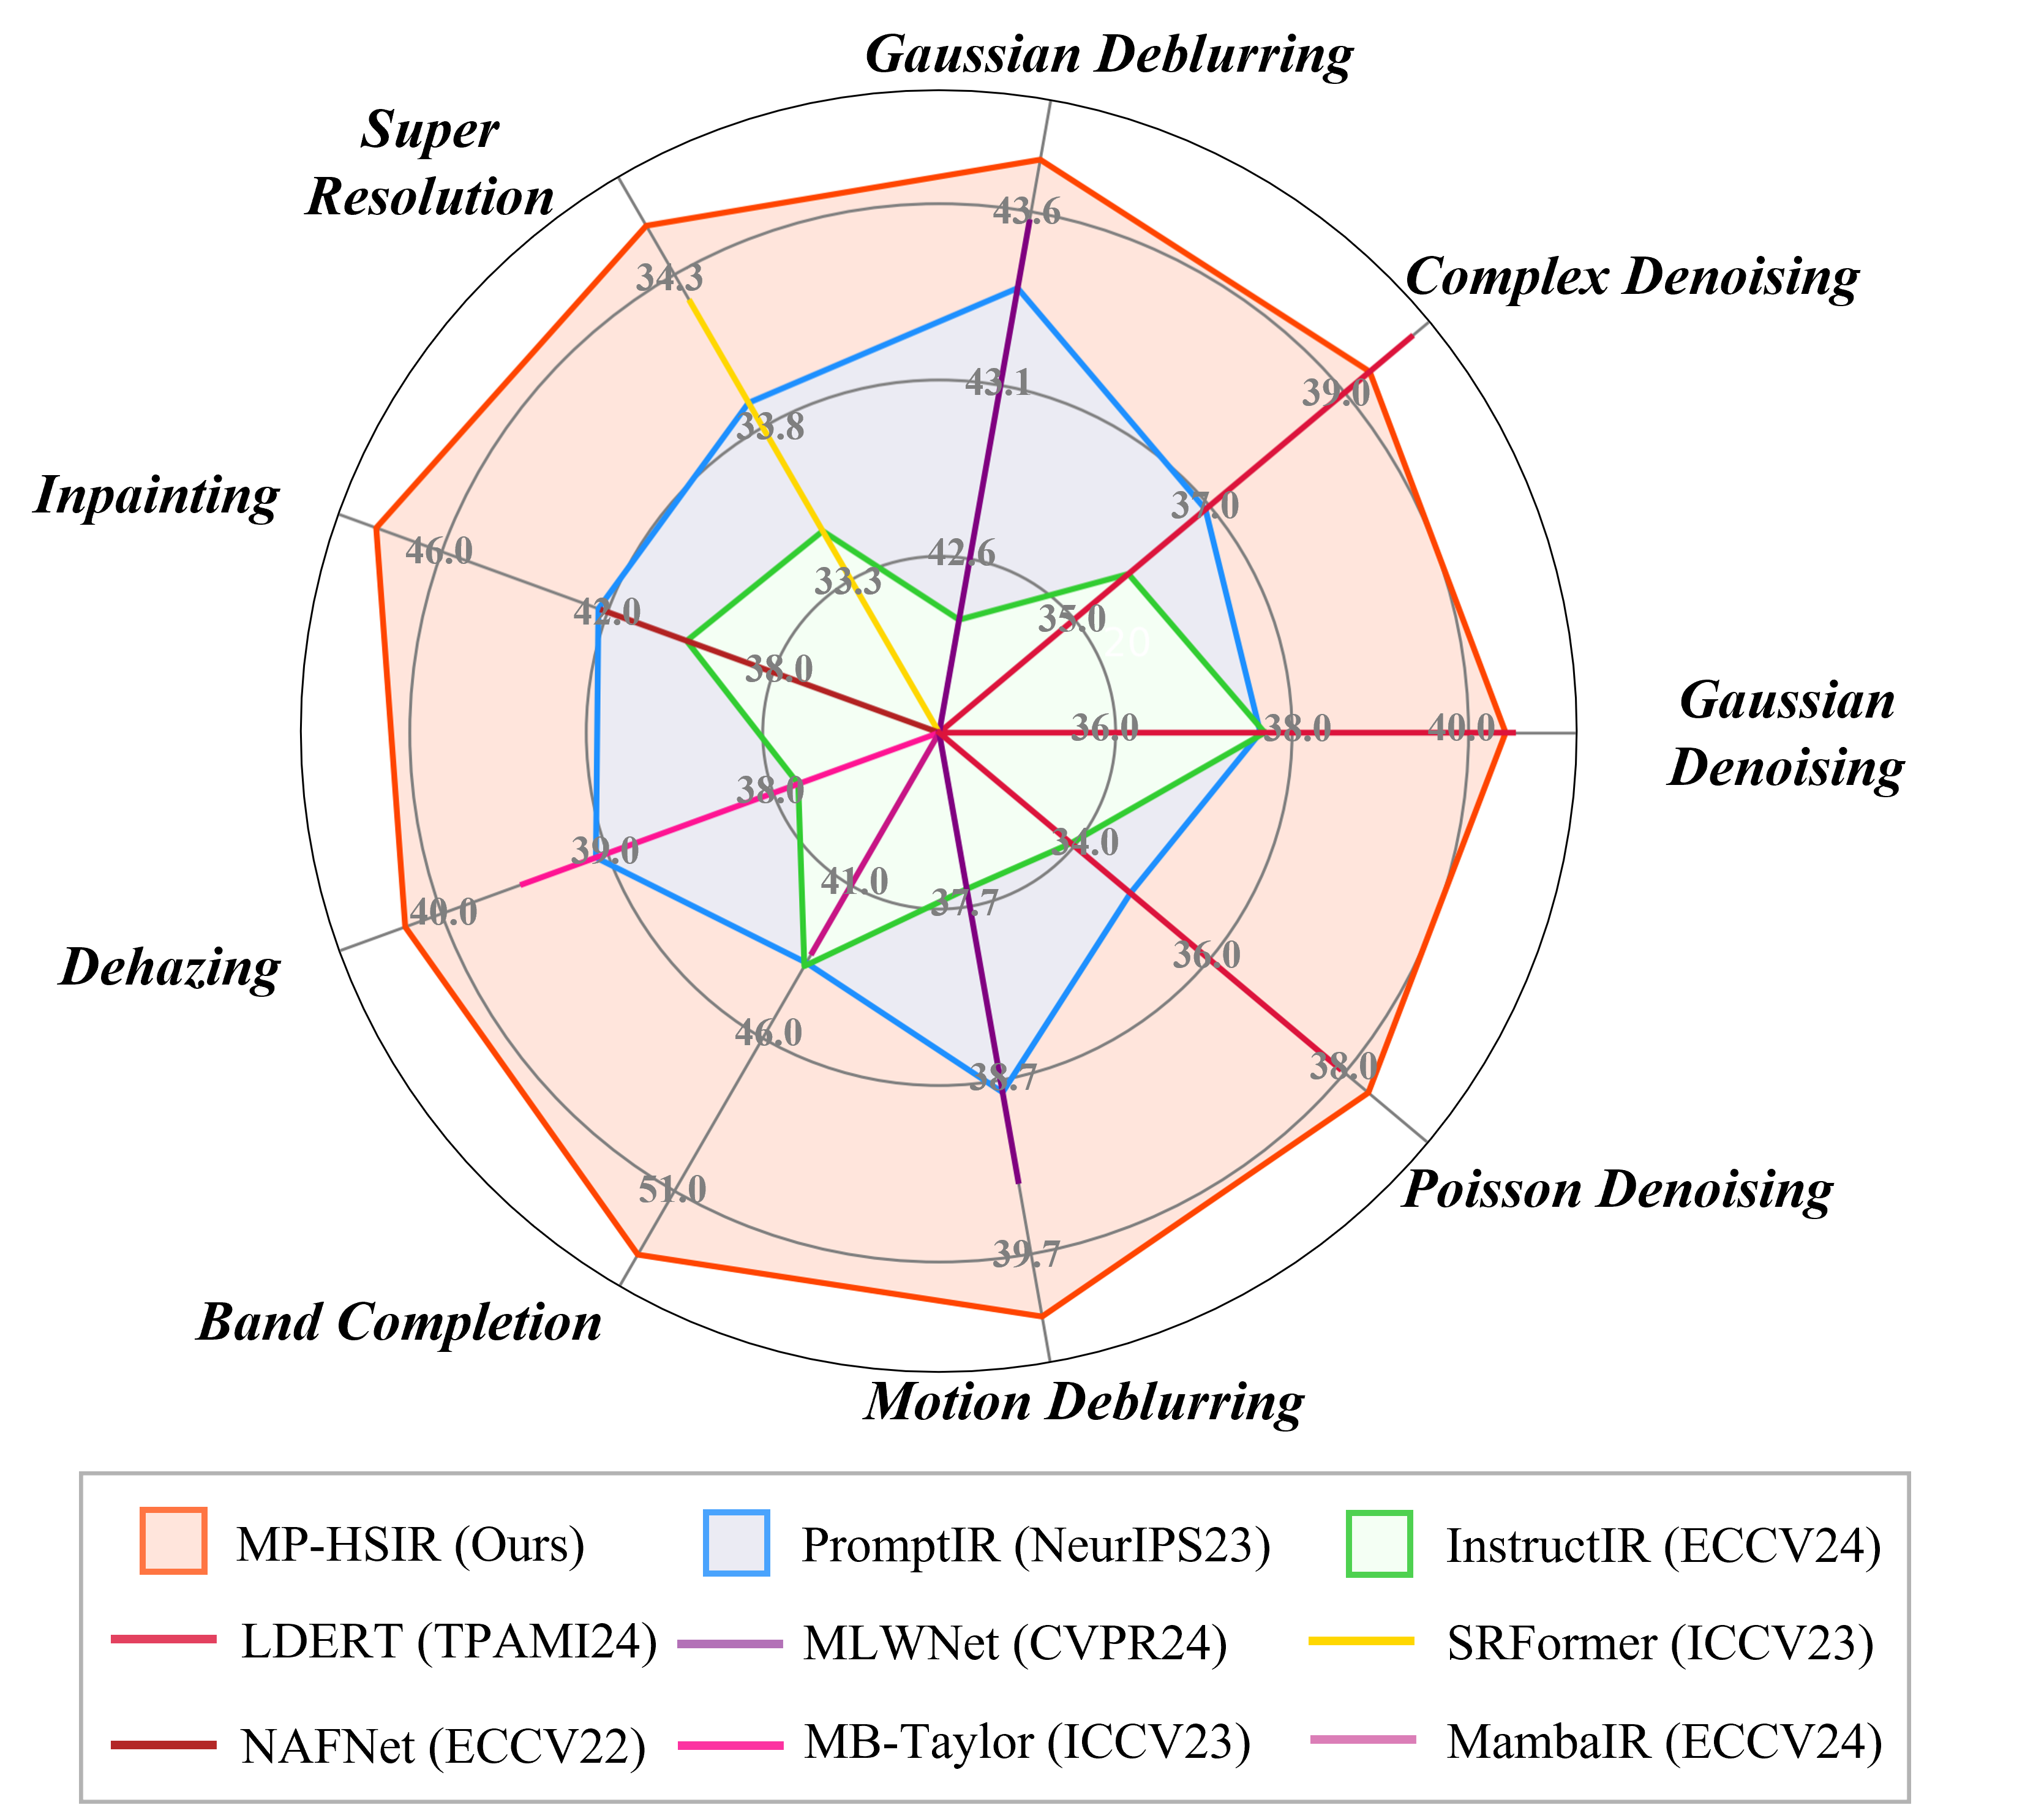 Gaussian Deblurring
Super
Resolution
Complex Denoising
Inpainting
Gaussian
Denoising
Dehazing
Poisson Denoising
Band Completion
Motion Deblurring
43.6
43.1
42.6
34.3
33.8
33.3
39.0
37.0
35.0
20
46.0
42.0
38.0
36.0
38.0
40.0
38.0
39.0
40.0
34.0
36.0
38.0
41.0
46.0
51.0
37.7
38.7
39.7
MP-HSIR (Ours)
PromptIR (NeurIPS23)
InstructIR (ECCV24)
LDERT (TPAMI24)
MLWNet (CVPR24)
SRFormer (ICCV23)
NAFNet (ECCV22)
MB-Taylor (ICCV23)
MambaIR (ECCV24)